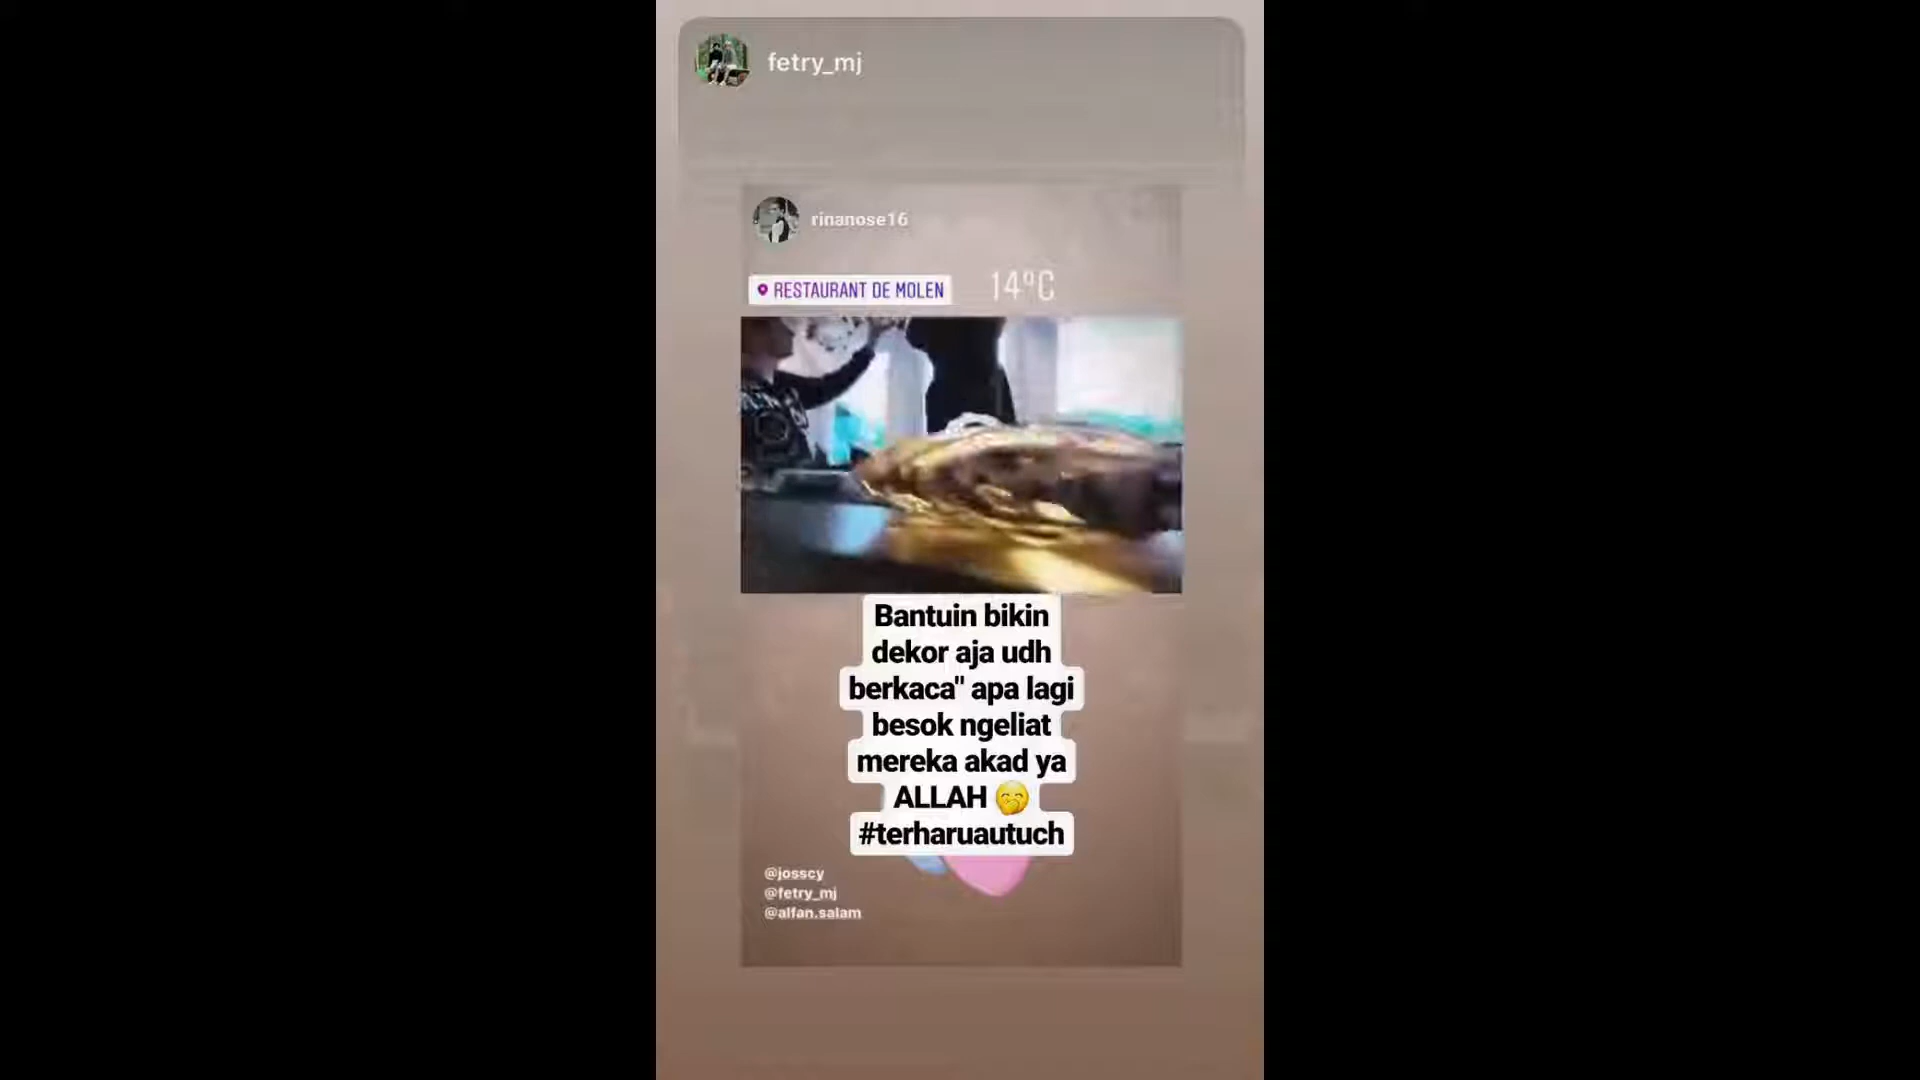 fetry_mj
rinanose16
RESTAURANT DE MOLEN
14°C
Bantuin bikin
dekor aja udh
berkaca" apa lagi
besok ngeliat
mereka akad ya
ALLAH 🤭
#terharuautuch
@josscy
@fetry_mj
@alfan.salam